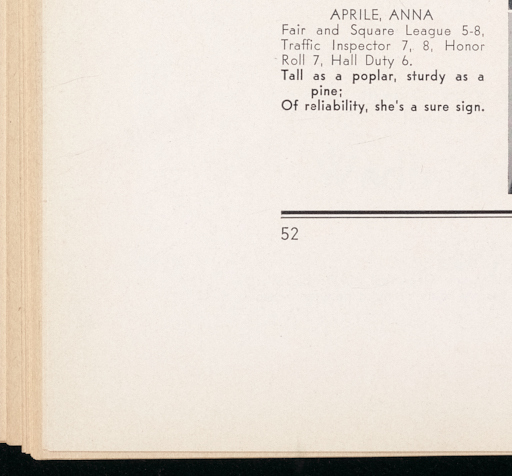 APRILE, ANNA
Fair and Square League 5-8,
Traffic Inspector 7, 8, Honor
Roll 7, Hall Duty 6.
Tall as a poplar, sturdy as a
pine;
Of reliability, she's a sure sign.
52